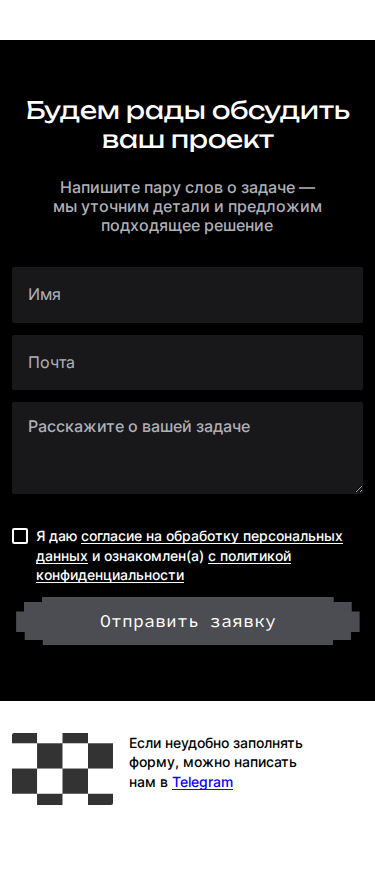 Будем рады обсудить
ваш проект
Напишите пару слов о задаче —
мы уточним детали и предложим
подходящее решение
Имя
Почта
Расскажите о вашей задаче
Я даю согласие на обработку персональных
данных и ознакомлен(а) с политикой
конфиденциальности
Отправить заявку
Если неудобно заполнять
форму, можно написать
нам в Telegram